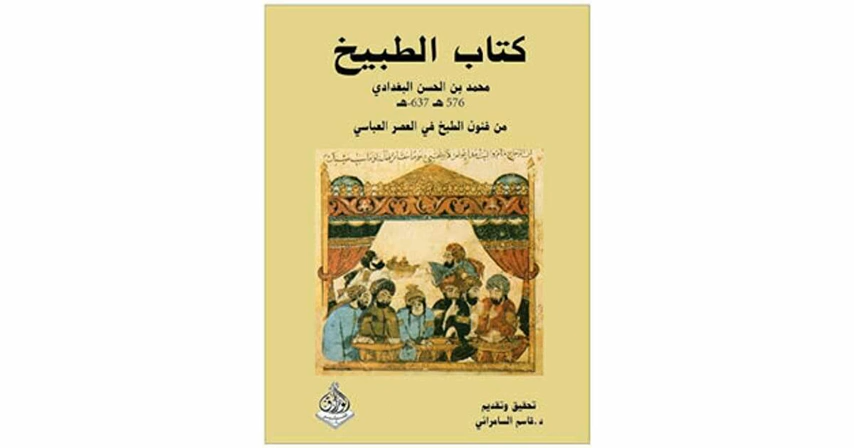 كتاب الطبيخ
محمد بن الحسن البغدادي
576 هـ 637-هـ
من فنون الطبخ في العصر العباسي
تحقيق وتقديم
د.قاسم السامرائي